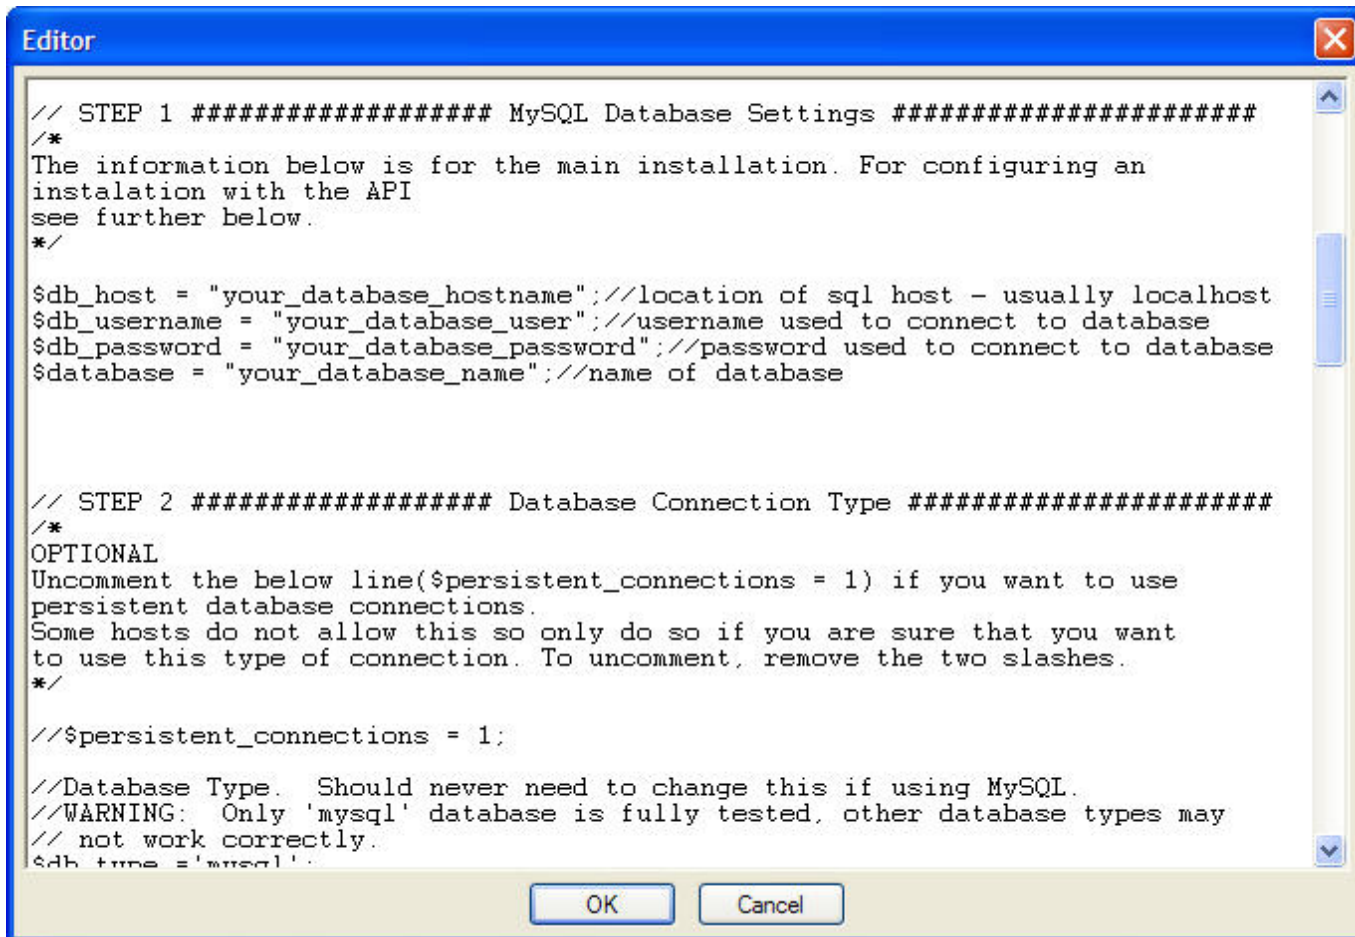 Editor
// STEP 1 ################### MySQL Database Settings #######################
/*
The information below is for the main installation. For configuring an
instalation with the API
see further below.
*/
$db_host = "your_database_hostname";//location of sql host – usually localhost
$db_username = "your_database_user";//username used to connect to database
$db_password = "your_database_password";//password used to connect to database
$database = "your_database_name";//name of database
// STEP 2 ################### Database Connection Type #######################
/*
OPTIONAL
Uncomment the below line($persistent_connections = 1) if you want to use
persistent database connections.
Some hosts do not allow this so only do so if you are sure that you want
to use this type of connection. To uncomment, remove the two slashes.
*/
//$persistent_connections = 1;
//Database Type.  Should never need to change this if using MySQL.
//WARNING:  Only 'mysql' database is fully tested, other database types may
// not work correctly.
$db_type ='mysql';
OK
Cancel